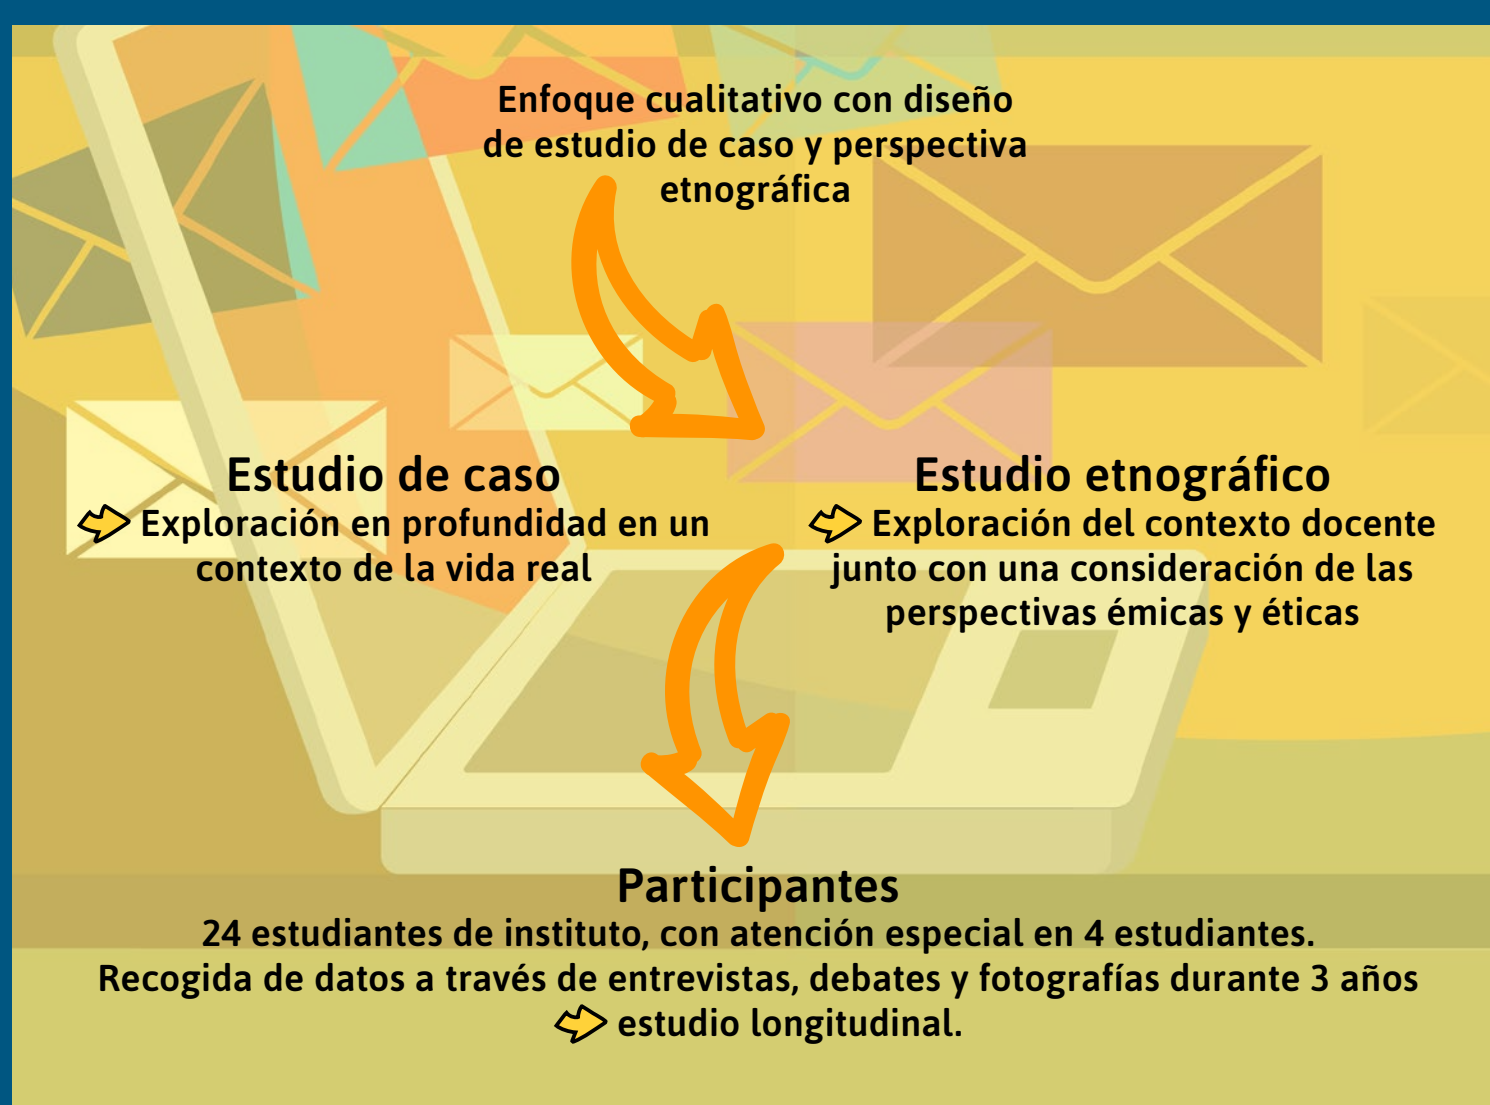 Enfoque cualitativo con diseño
de estudio de caso y perspectiva
etnográfica
Estudio de caso
Exploración en profundidad en un
contexto de la vida real
Estudio etnográfico
Exploración del contexto docente
junto con una consideración de las
perspectivas émicas y éticas
Participantes
24 estudiantes de instituto, con atención especial en 4 estudiantes.
Recogida de datos a través de entrevistas, debates y fotografías durante 3 años
estudio longitudinal.